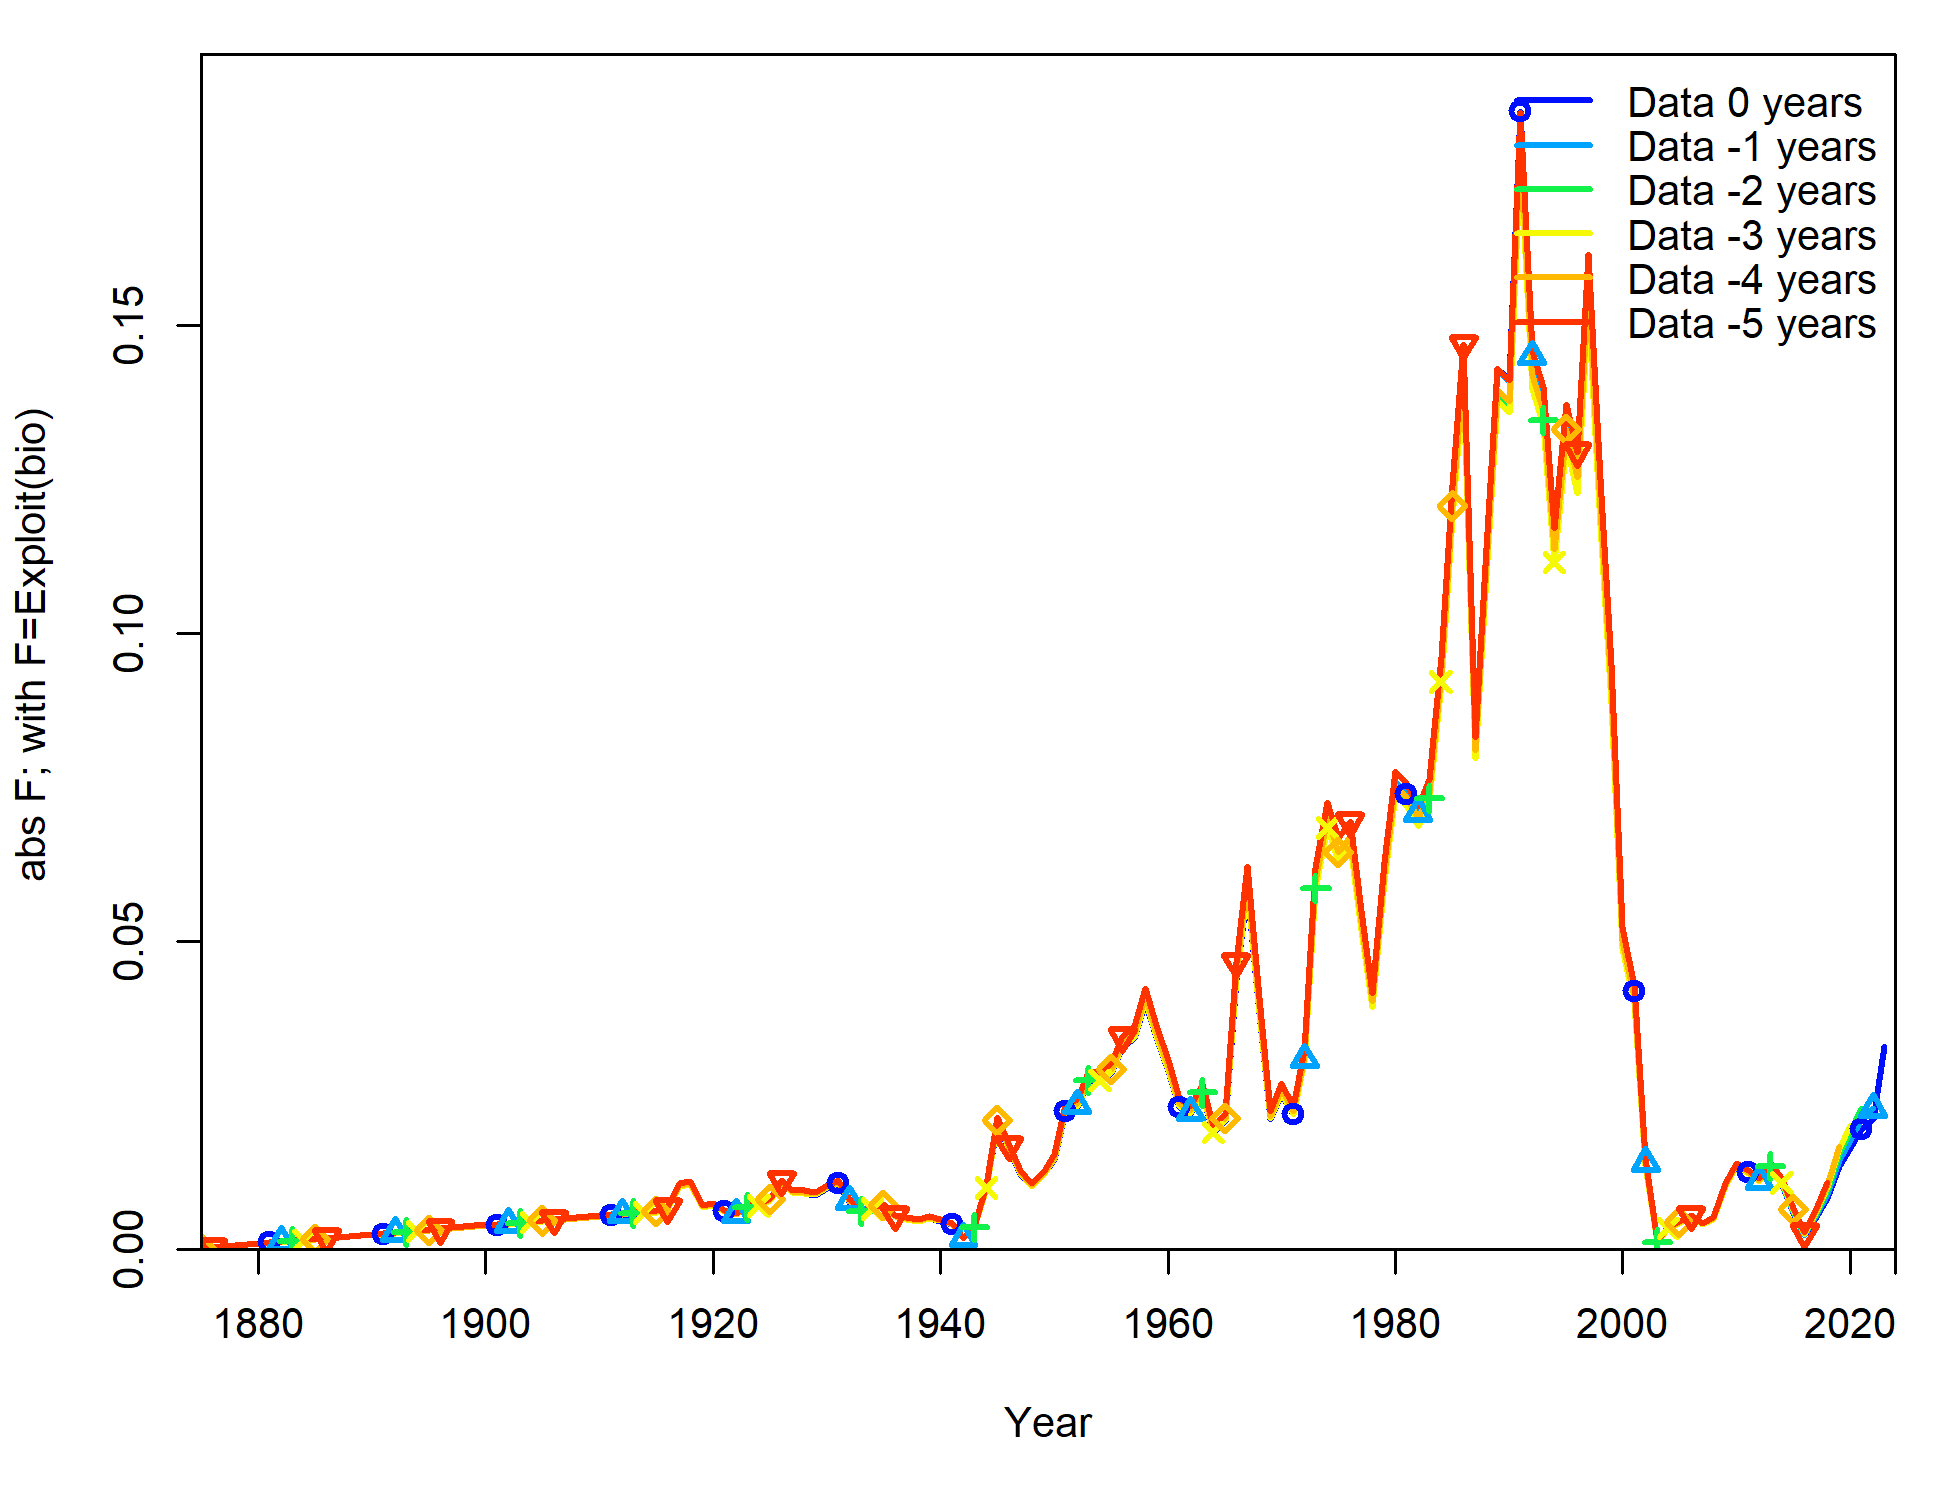 Data 0 years
Data -1 years
Data -2 years
Data -3 years
Data -4 years
Data -5 years
abs F; with F=Exploit(bio)
0.15
0.10
0.05
0.00
1880 1900 1920 1940 1960 1980 2000 2020
Year